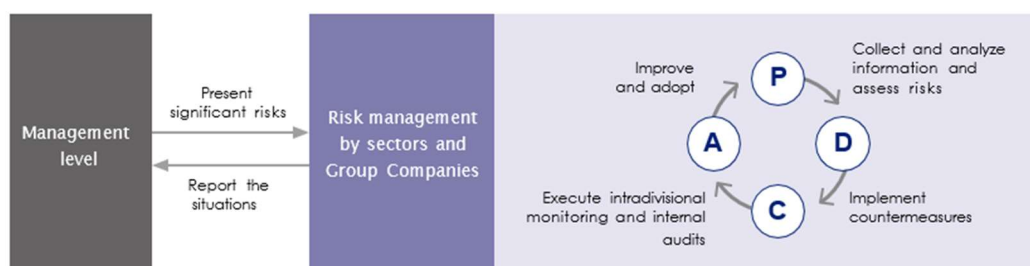 Management
level
Present
significant risks
Report the
situations
Risk management
by sectors and
Group Companies
Improve
and adopt
P
Collect and analyze
information and
assess risks
A
D
Execute intradivisional
monitoring and internal
audits
C
Implement
countermeasures